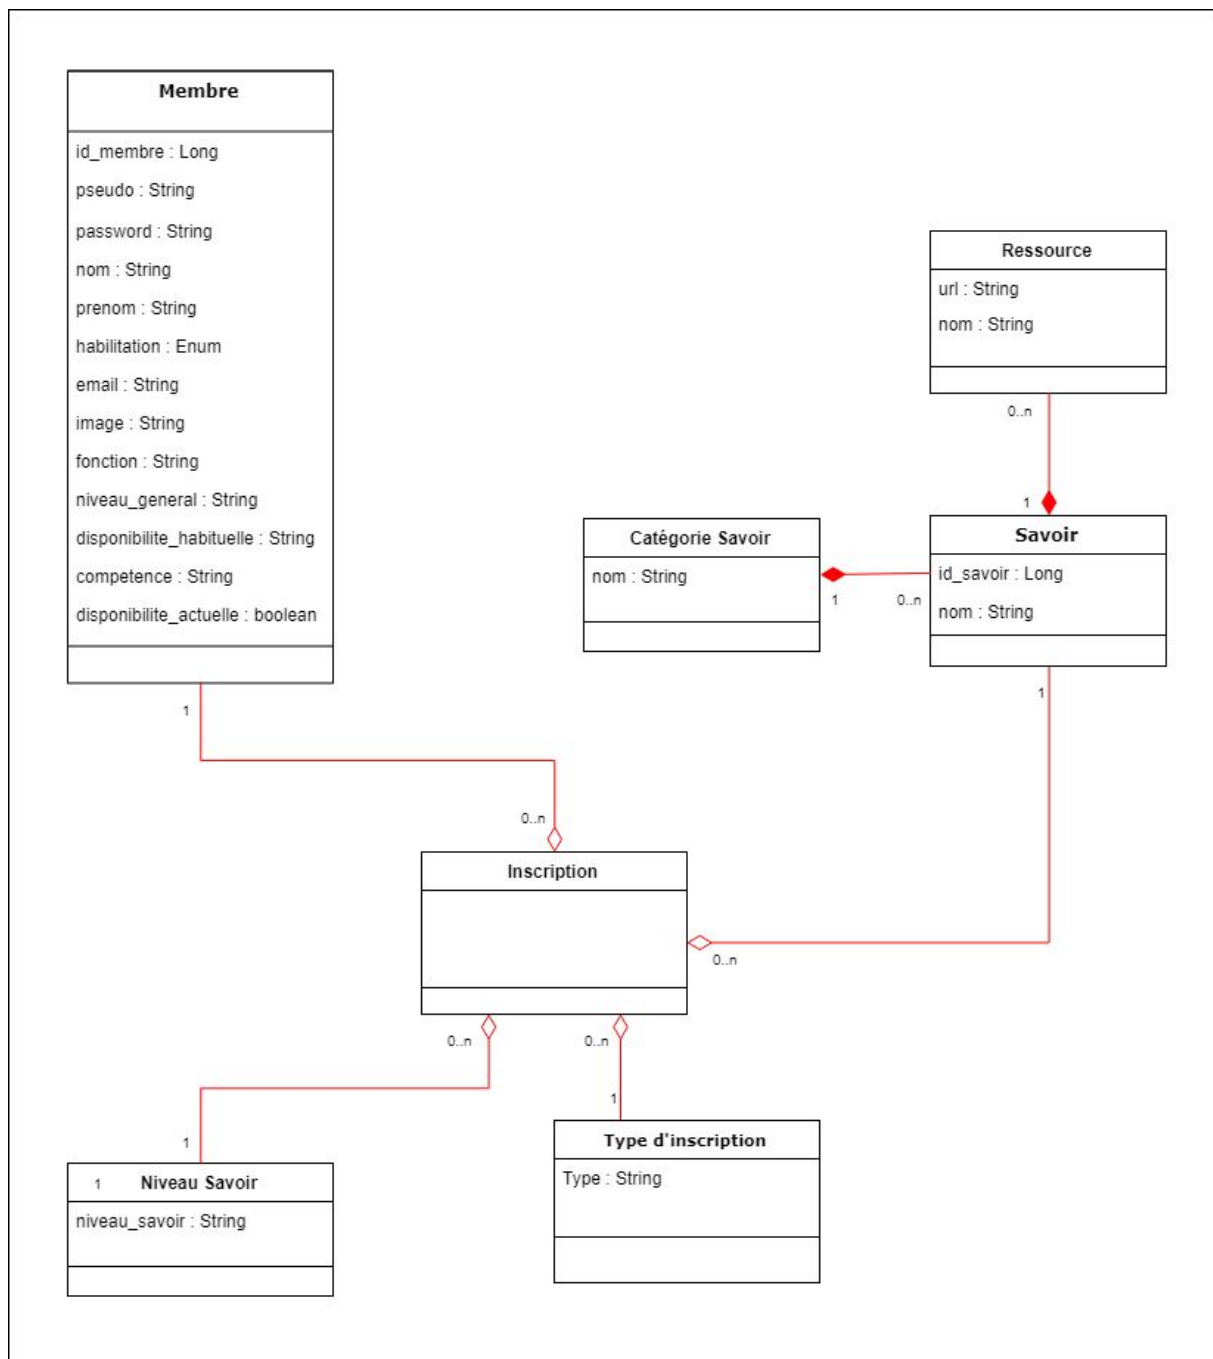 Membre
id_membre : Long
pseudo : String
password : String
nom : String
prenom : String
habilitation : Enum
email : String
image : String
fonction : String
niveau_general : String
disponibilite_habituelle : String
competence : String
disponibilite_actuelle : boolean
1
Ressource
url : String
nom : String
0..n
1
Catégorie Savoir
nom : String
1
0..n
Savoir
id_savoir : Long
nom : String
1
0..n
Inscription
0..n
0..n
0..n
1
1
1 Niveau Savoir
niveau_savoir : String
Type d'inscription
Type : String